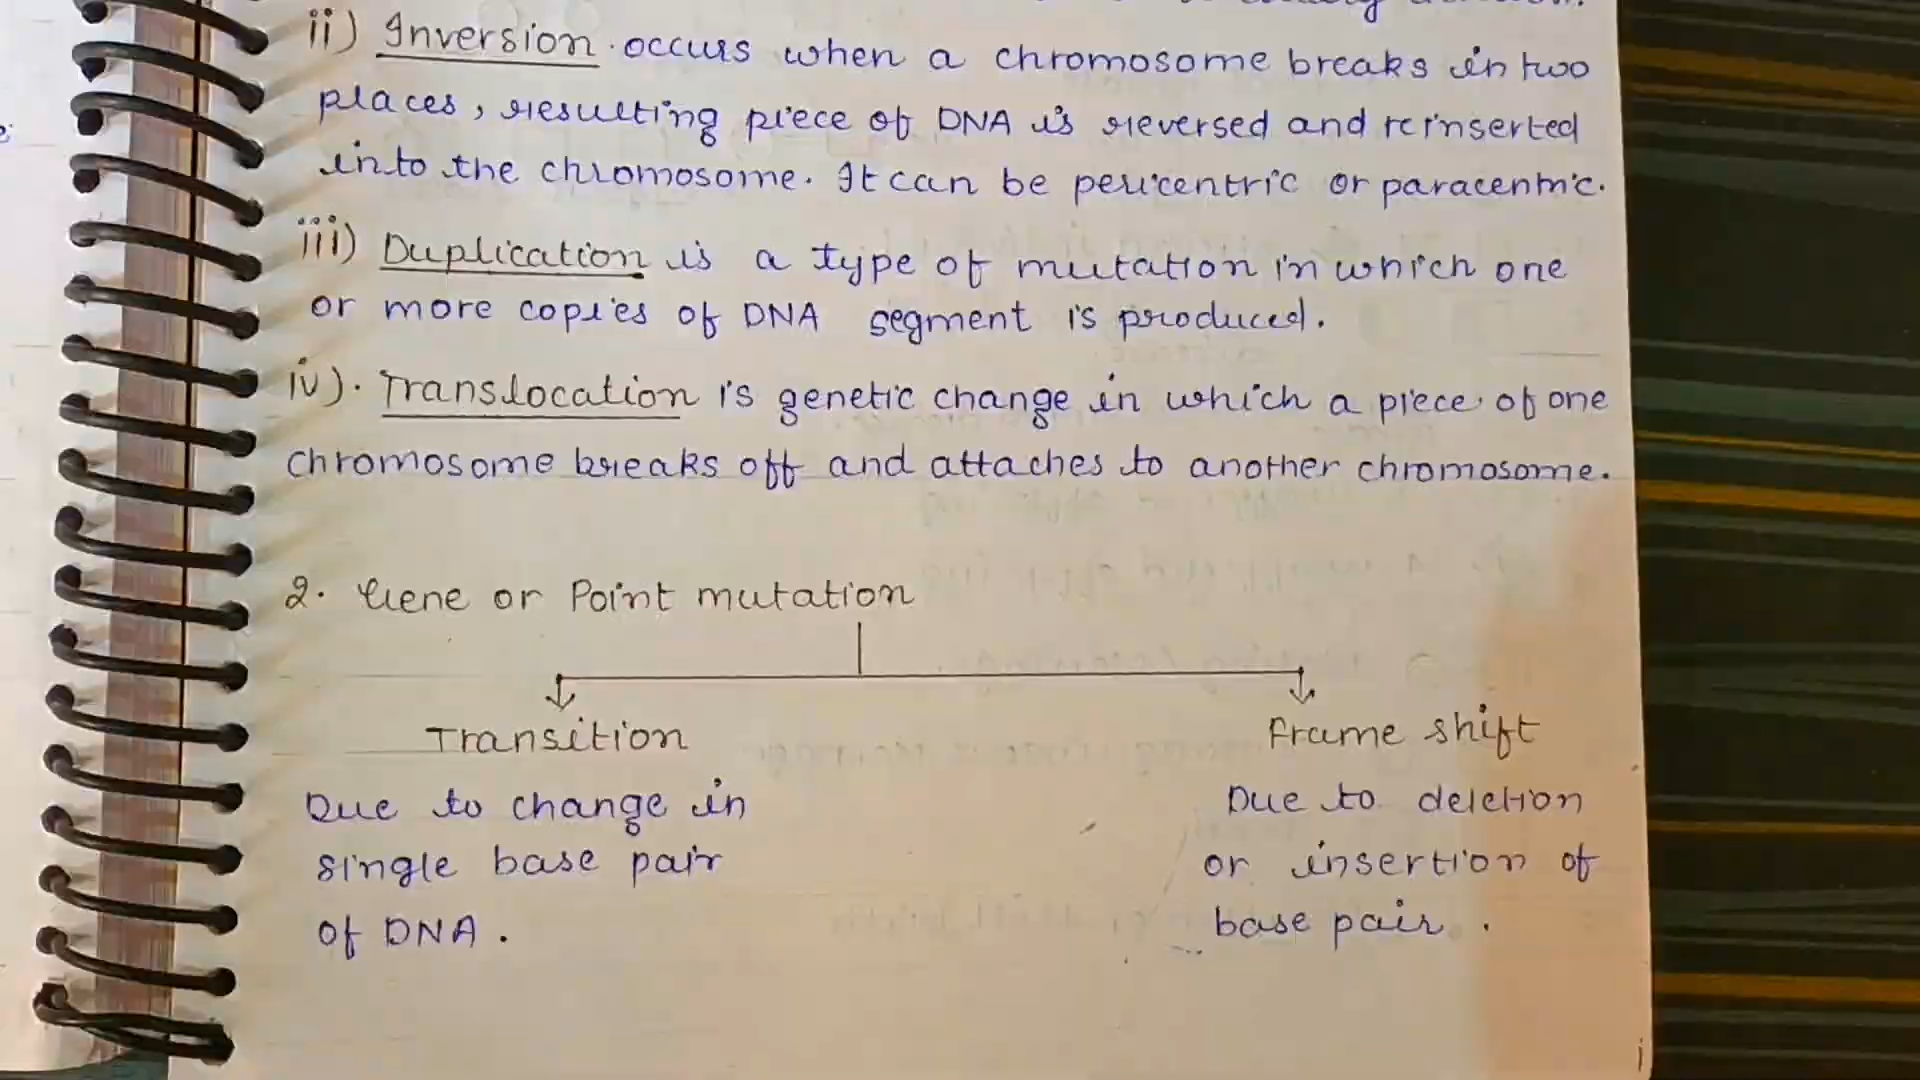 ii) Inversion occurs when a chromosome breaks in two
places, resulting piece of DNA is reversed and reinserted
into the chromosome. It can be pericentric or paracentric.
iii) Duplication is a type of mutation in which one
or more copies of DNA segment is produced.
iv). Translocation is genetic change in which a piece of one
chromosome breaks off and attaches to another chromosome.
2. Gene or Point mutation
Transition
Frame shift
Due to change in
single base pair
of DNA.
Due to deletion
or insertion of
base pair.